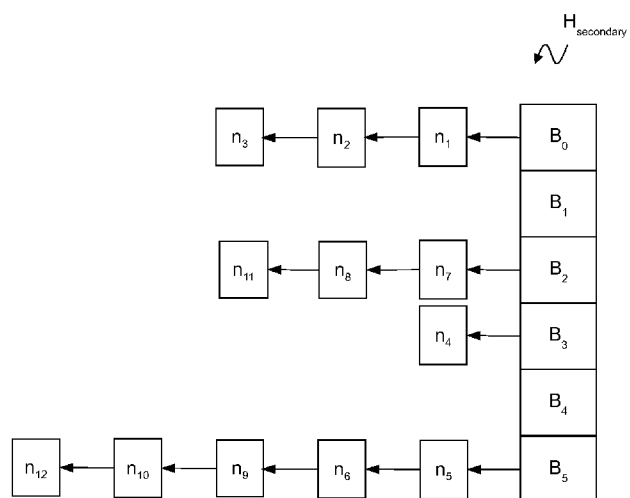 H_secondary
n_3 n_2 n_1 B_0
B_1
n_11 n_8 n_7 B_2
n_4 B_3
B_4
n_12 n_10 n_9 n_6 n_5 B_5